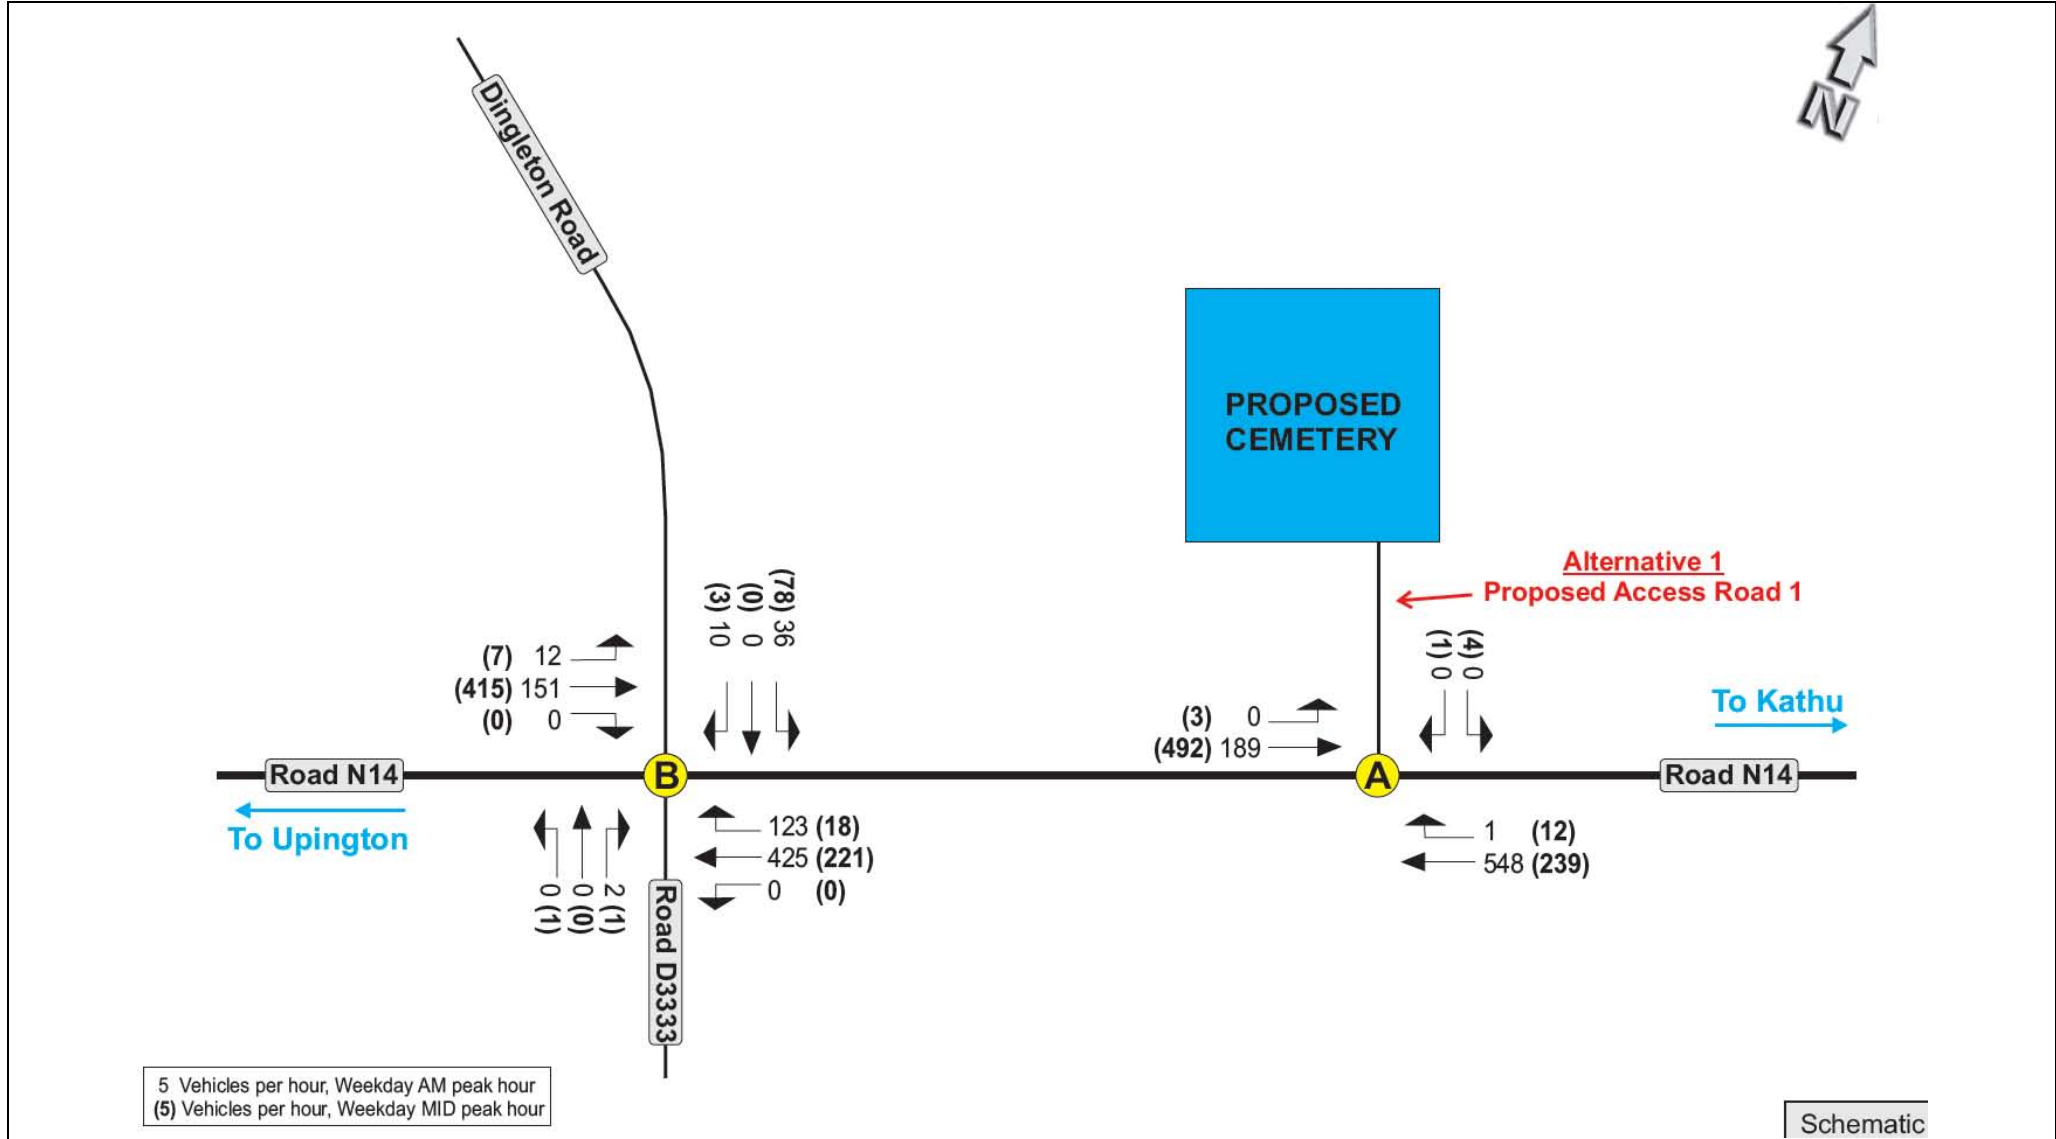 N
Dingleton Road
PROPOSED
CEMETERY
Alternative 1
Proposed Access Road 1
(3) 10
(0) 0
(78) 36
(7) 12
(415) 151
(0) 0
(1) 0
(4) 0
To Kathu
(3) 0
(492) 189
Road N14
B
A
Road N14
To Upington
123 (18)
425 (221)
0 (0)
1 (12)
548 (239)
0 (1)
0 (0)
2 (1)
Road D3333
5 Vehicles per hour, Weekday AM peak hour
(5) Vehicles per hour, Weekday MID peak hour
Schematic